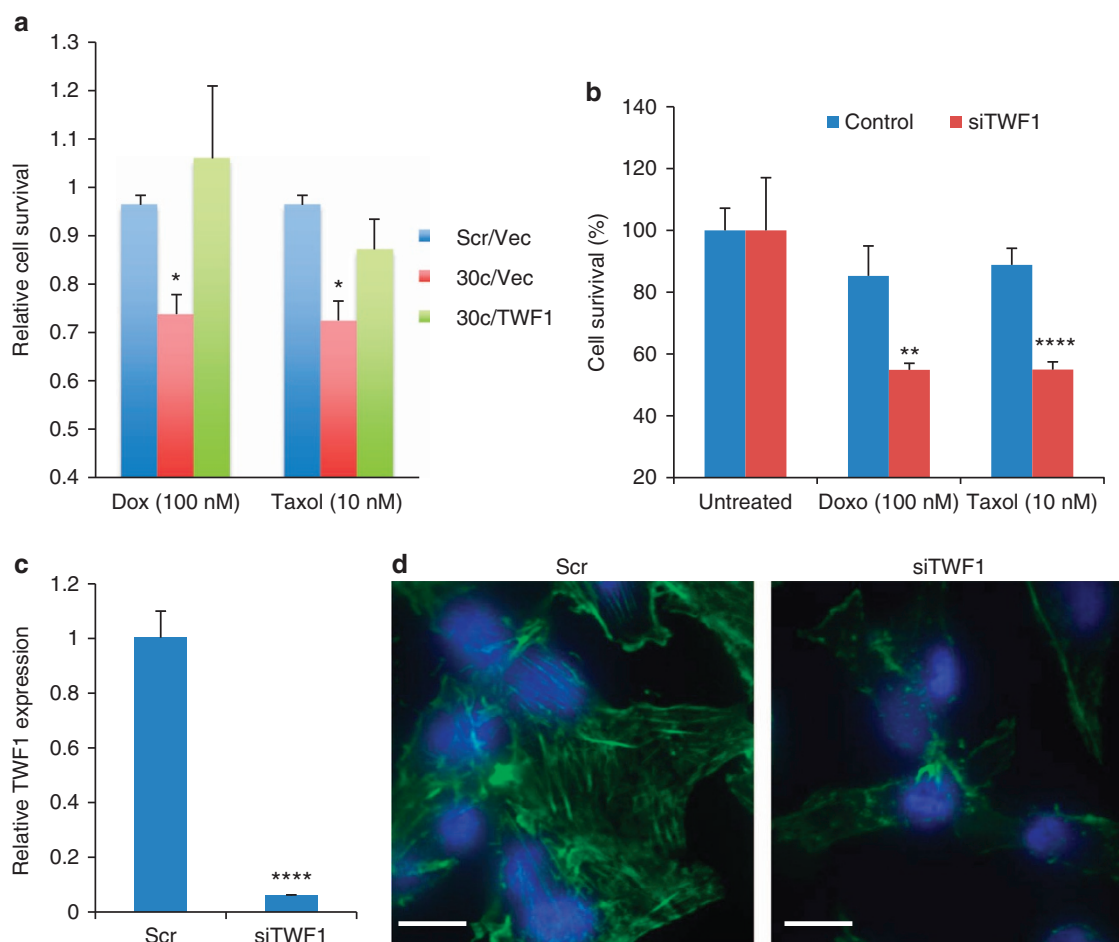 a
1.3
1.2
1.1
1
0.9
0.8
0.7
0.6
0.5
0.4
Relative cell survival
*
*
Dox (100 nM) Taxol (10 nM)
Scr/Vec
30c/Vec
30c/TWF1
b
140
120
100
80
60
40
20
Cell surivival (%)
Control siTWF1
**
****
Untreated Doxo (100 nM) Taxol (10 nM)
c
1.2
1
0.8
0.6
0.4
0.2
0
Relative TWF1 expression
****
Scr siTWF1
d
Scr siTWF1